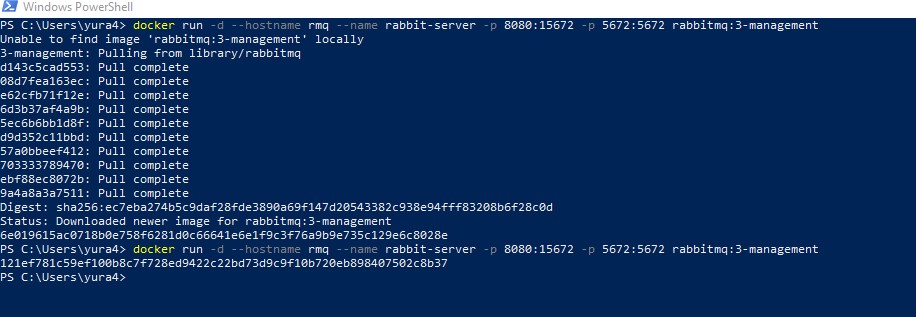 Windows PowerShell
PS C:\Users\yura4> docker run -d --hostname rmq --name rabbit-server -p 8080:15672 -p 5672:5672 rabbitmq:3-management
Unable to find image 'rabbitmq:3-management' locally
3-management: Pulling from library/rabbitmq
d143c5cad553: Pull complete
08d7fea163ec: Pull complete
e62cfb71f12e: Pull complete
6d3b37af4a9b: Pull complete
5ec6b6bb1d8f: Pull complete
d9d352c11bbd: Pull complete
57a0bbeef412: Pull complete
703333789470: Pull complete
ebf88ec8072b: Pull complete
9a4a8a3a7511: Pull complete
Digest: sha256:ec7eba274b5c9daf28fde3890a69f147d20543382c938e94fff83208b6f28c0d
Status: Downloaded newer image for rabbitmq:3-management
6e019615ac0718b0e758f6281d0c66641e6e1f9c3f76a9b9e735c129e6c8028e
PS C:\Users\yura4> docker run -d --hostname rmq --name rabbit-server -p 8080:15672 -p 5672:5672 rabbitmq:3-management
121ef781c59ef100b8c7f728ed9422c22bd73d9c9f10b720eb898407502c8b37
PS C:\Users\yura4>